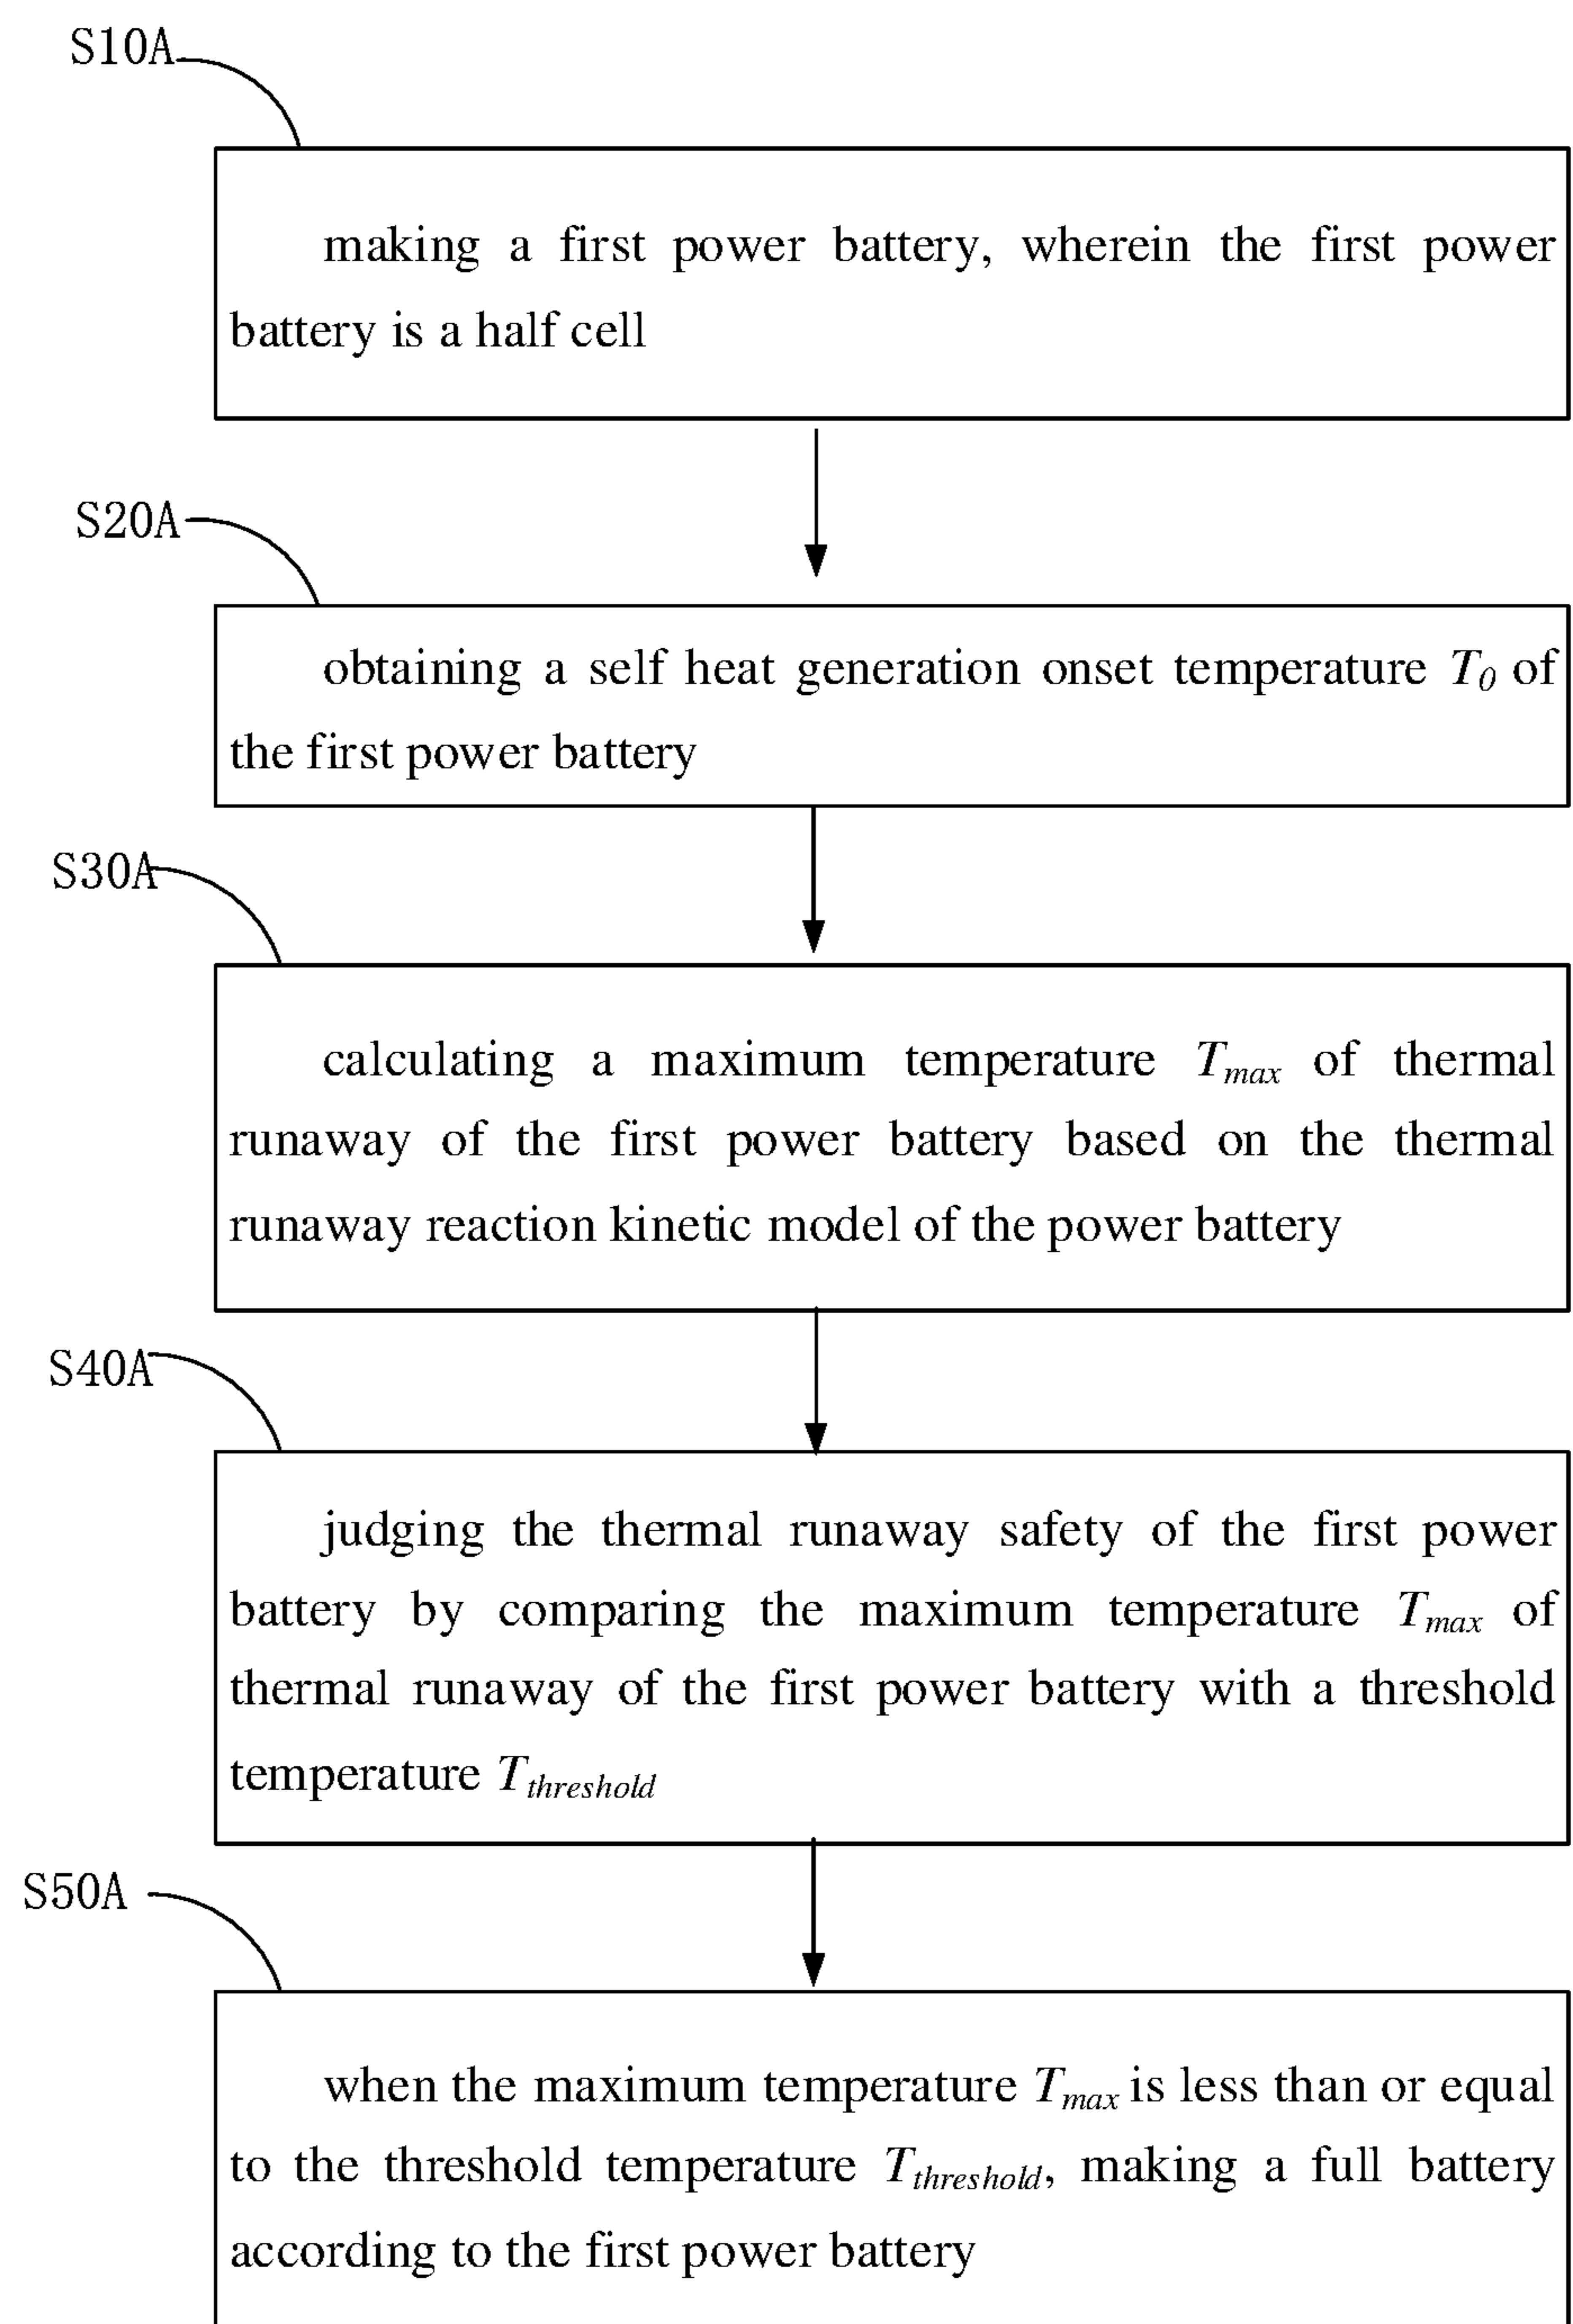 S10A
making a first power battery, wherein the first power
battery is a half cell
S20A
obtaining a self heat generation onset temperature T0 of
the first power battery
S30A
calculating a maximum temperature Tmax of thermal
runaway of the first power battery based on the thermal
runaway reaction kinetic model of the power battery
S40A
judging the thermal runaway safety of the first power
battery by comparing the maximum temperature Tmax of
thermal runaway of the first power battery with a threshold
temperature Tthreshold
S50A
when the maximum temperature Tmax is less than or equal
to the threshold temperature Tthreshold, making a full battery
according to the first power battery